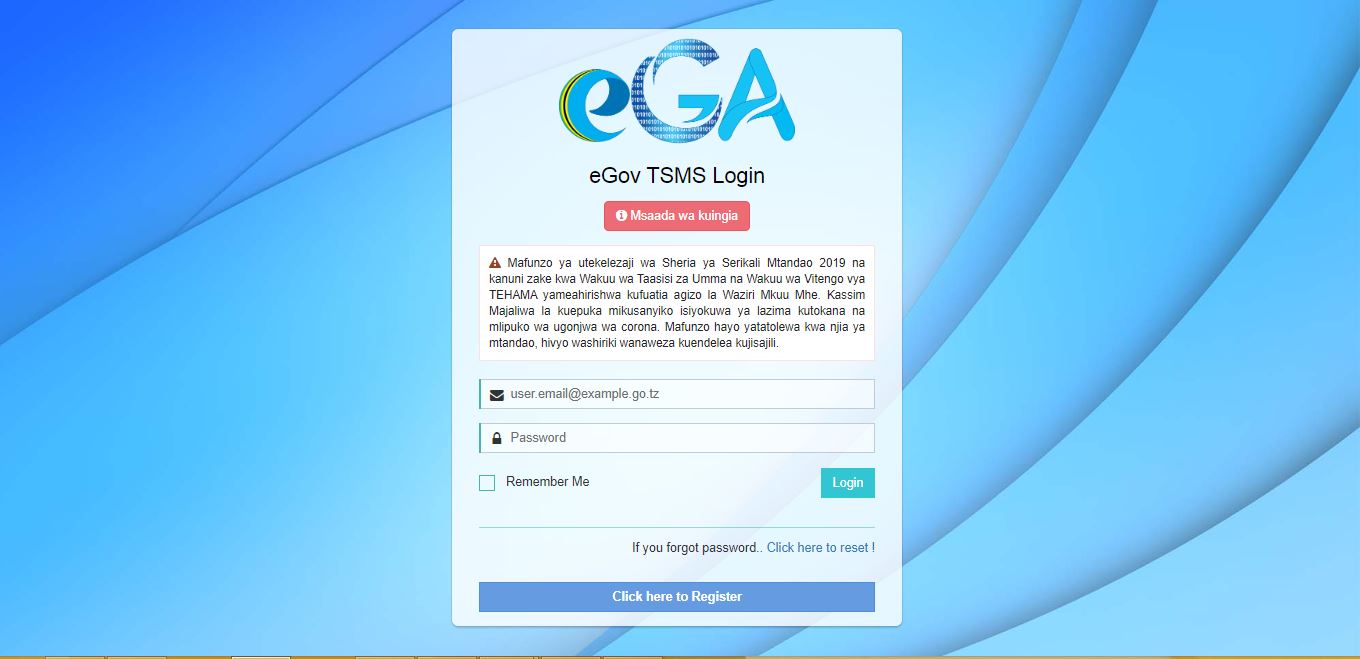 eGA
eGov TSMS Login
Msaada wa kuingia
Mafunzo ya utekelezaji wa Sheria ya Serikali Mtandao 2019 na
kanuni zake kwa Wakuu wa Taasisi za Umma na Wakuu wa Vitengo vya
TEHAMA yameahirishwa kufuatia agizo la Waziri Mkuu Mhe. Kassim
Majaliwa la kuepuka mikusanyiko isiyokuwa ya lazima kutokana na
mlipuko wa ugonjwa wa corona. Mafunzo hayo yatatolewa kwa njia ya
mtandao, hivyo washiriki wanaweza kuendelea kujisajili.
user.email@example.go.tz
Password
Remember Me Login
If you forgot password.. Click here to reset !
Click here to Register